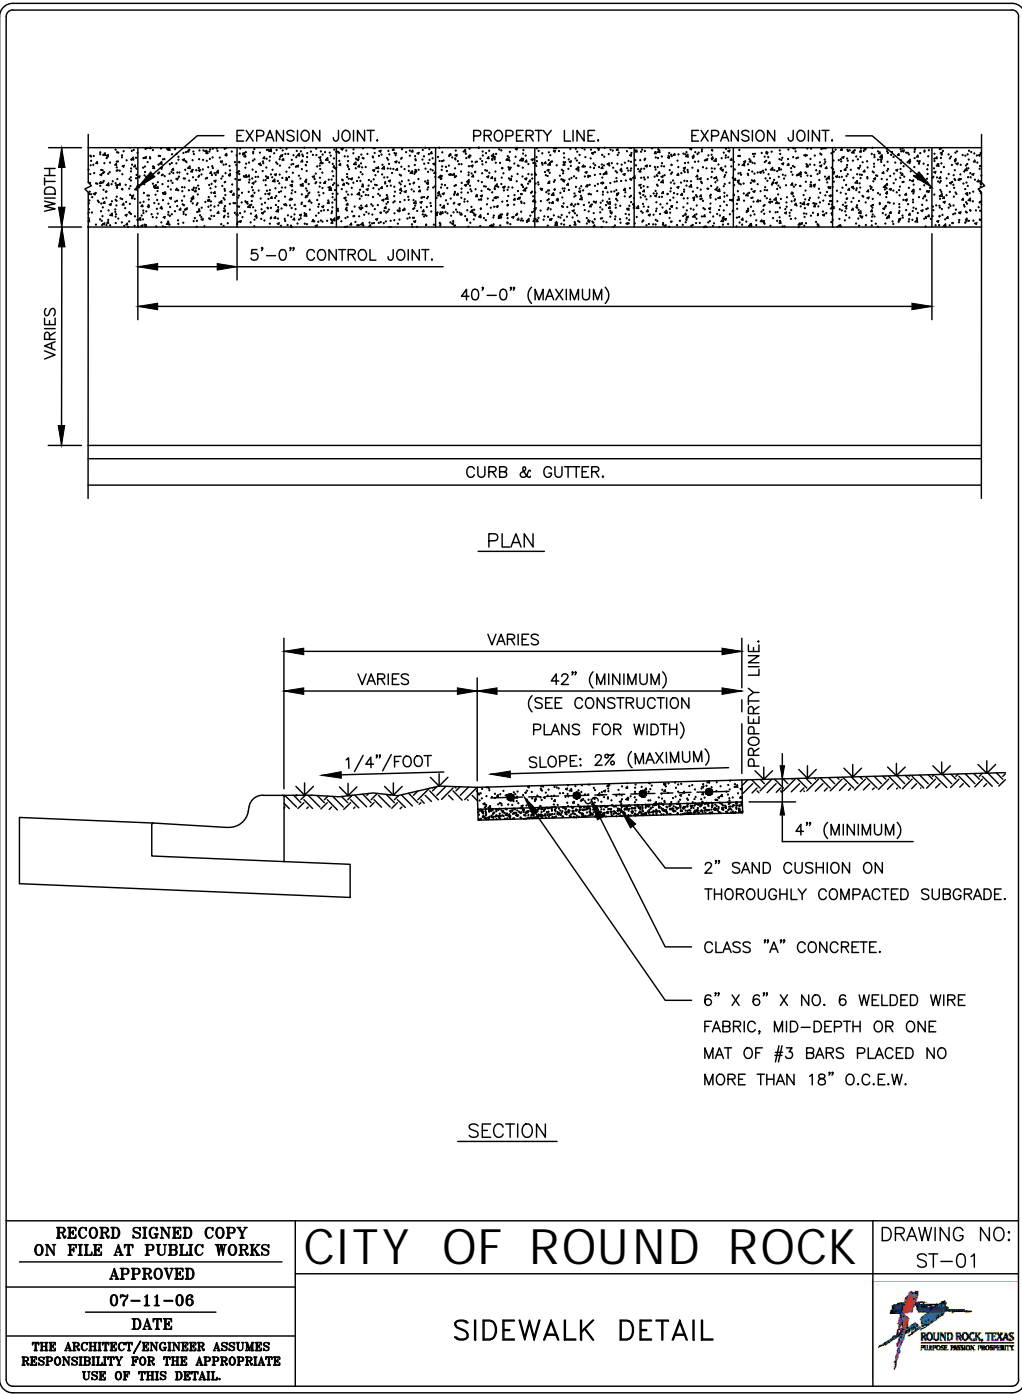 EXPANSION JOINT.
PROPERTY LINE.
EXPANSION JOINT.
WIDTH
5'-0" CONTROL JOINT.
40'-0" (MAXIMUM)
VARIES
CURB & GUTTER.
PLAN
VARIES
VARIES
42" (MINIMUM)
(SEE CONSTRUCTION
PLANS FOR WIDTH)
PROPERTY LINE.
1/4"/FOOT
SLOPE: 2% (MAXIMUM)
4" (MINIMUM)
2" SAND CUSHION ON
THOROUGHLY COMPACTED SUBGRADE.
CLASS "A" CONCRETE.
6" X 6" X NO. 6 WELDED WIRE
FABRIC, MID-DEPTH OR ONE
MAT OF #3 BARS PLACED NO
MORE THAN 18" O.C.E.W.
SECTION
RECORD SIGNED COPY
ON FILE AT PUBLIC WORKS
APPROVED
07-11-06
DATE
THE ARCHITECT/ENGINEER ASSUMES
RESPONSIBILITY FOR THE APPROPRIATE
USE OF THIS DETAIL.
CITY OF ROUND ROCK
SIDEWALK DETAIL
DRAWING NO:
ST-01
ROUND ROCK, TEXAS
PURPOSE. PASSION. PROSPERITY.